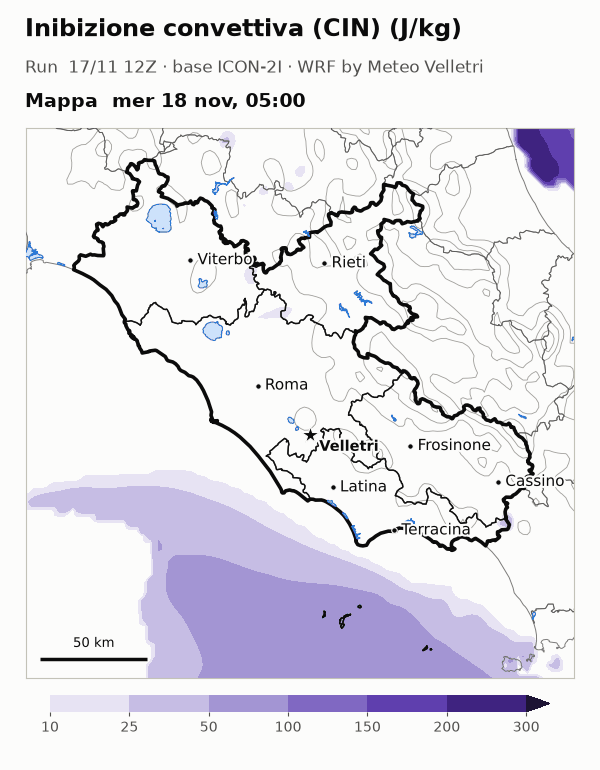 Inibizione convettiva (CIN) (J/kg)
Run  17/11 12Z · base ICON-2I · WRF by Meteo Velletri
Mappa  mer 18 nov, 05:00
Viterbo
Rieti
Roma
Velletri
Frosinone
Cassino
Latina
Terracina
50 km
10 25 50 100 150 200 300